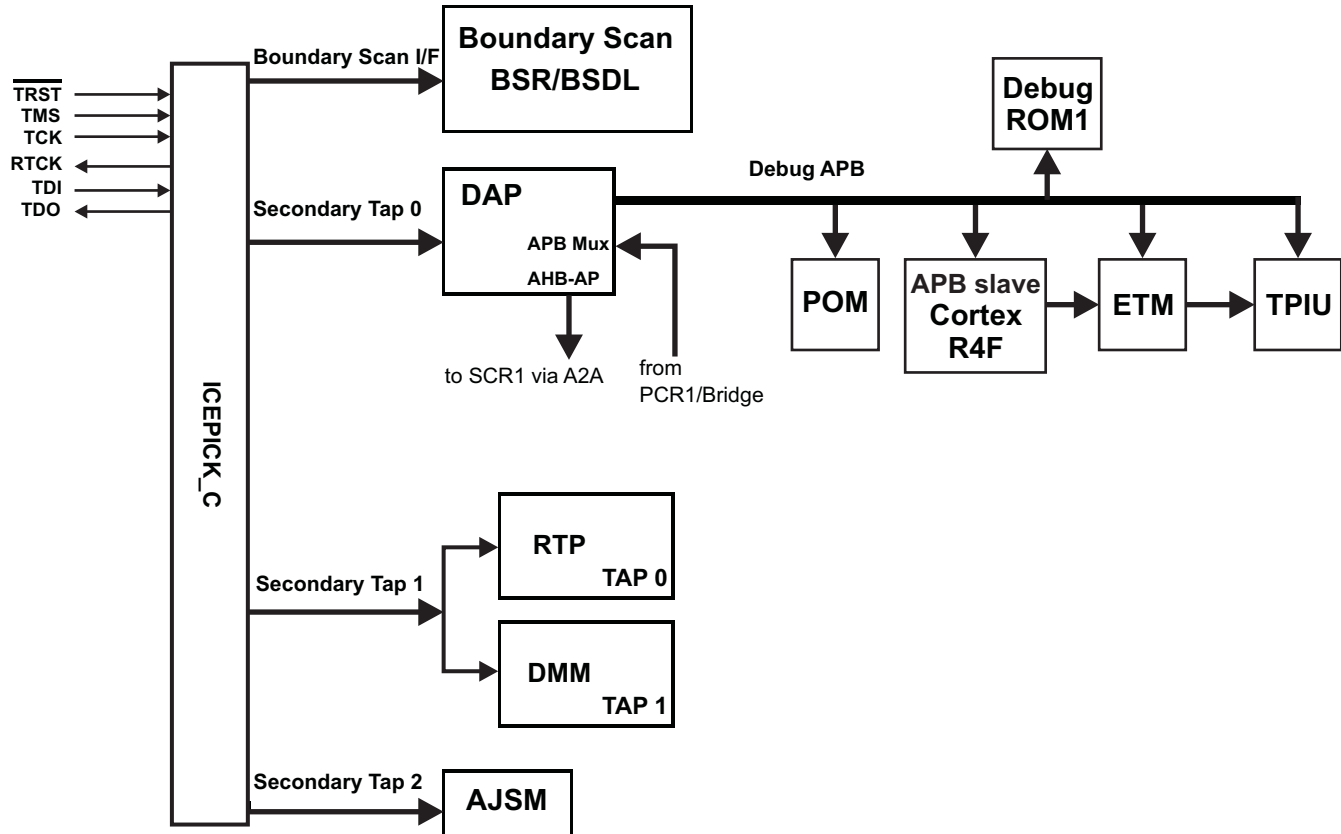 Boundary Scan I/F
Boundary Scan
BSR/BSDL
TRST
TMS
TCK
RTCK
TDI
TDO
ICEPICK_C
Secondary Tap 0
DAP
APB Mux
AHB-AP
to SCR1 via A2A
from
PCR1/Bridge
Debug APB
Debug
ROM1
POM
APB slave
Cortex
R4F
ETM
TPIU
Secondary Tap 1
RTP
TAP 0
DMM
TAP 1
Secondary Tap 2
AJSM